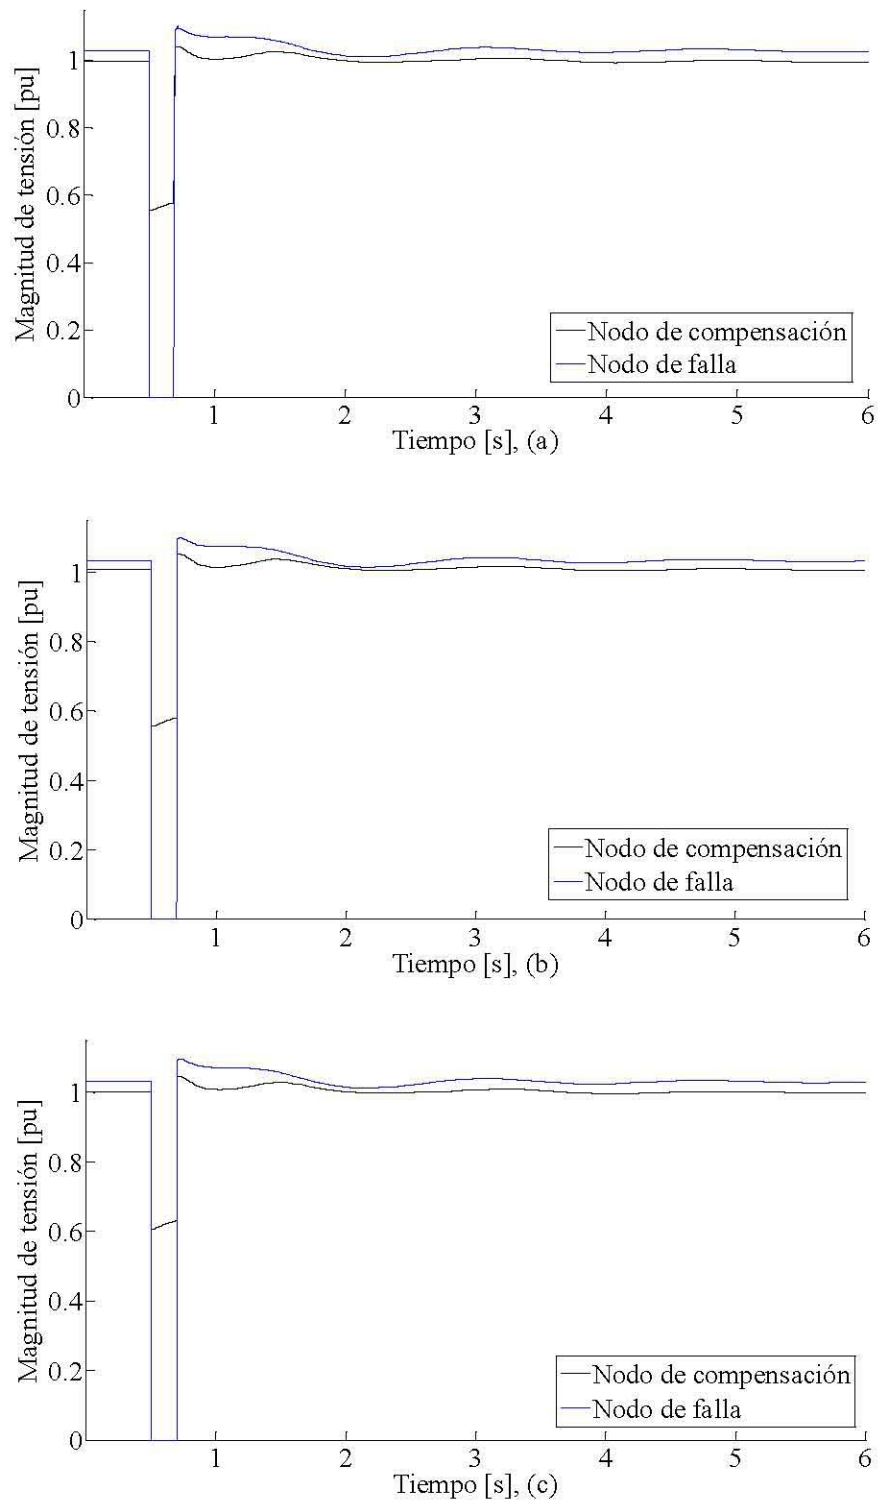 Magnitud de tensión [pu]
1
0.8
0.6
0.4
0.2
0
Nodo de compensación
Nodo de falla
1 2 3 4 5 6
Tiempo [s], (a)
Magnitud de tensión [pu]
1
0.8
0.6
0.4
0.2
0
Nodo de compensación
Nodo de falla
1 2 3 4 5 6
Tiempo [s], (b)
Magnitud de tensión [pu]
1
0.8
0.6
0.4
0.2
0
Nodo de compensación
Nodo de falla
1 2 3 4 5 6
Tiempo [s], (c)